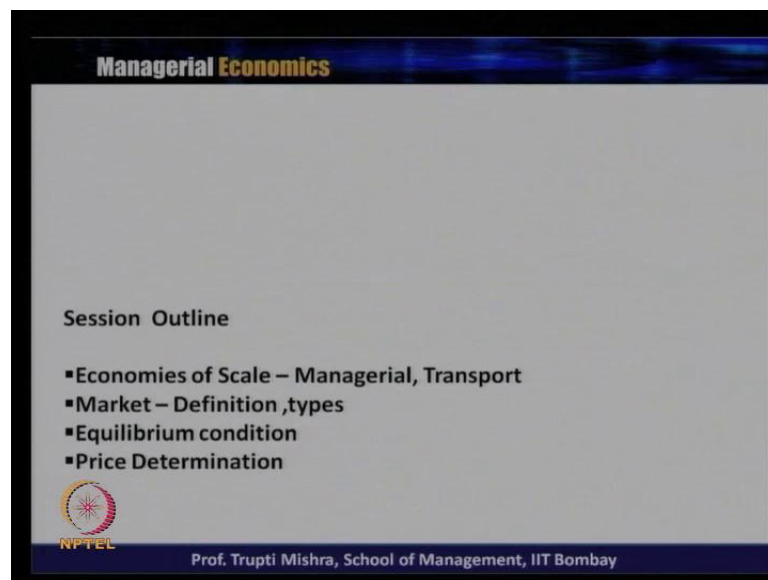 Managerial Economics
Session Outline
▪Economies of Scale – Managerial, Transport
▪Market – Definition ,types
▪Equilibrium condition
▪Price Determination
NPTEL
Prof. Trupti Mishra, School of Management, IIT Bombay